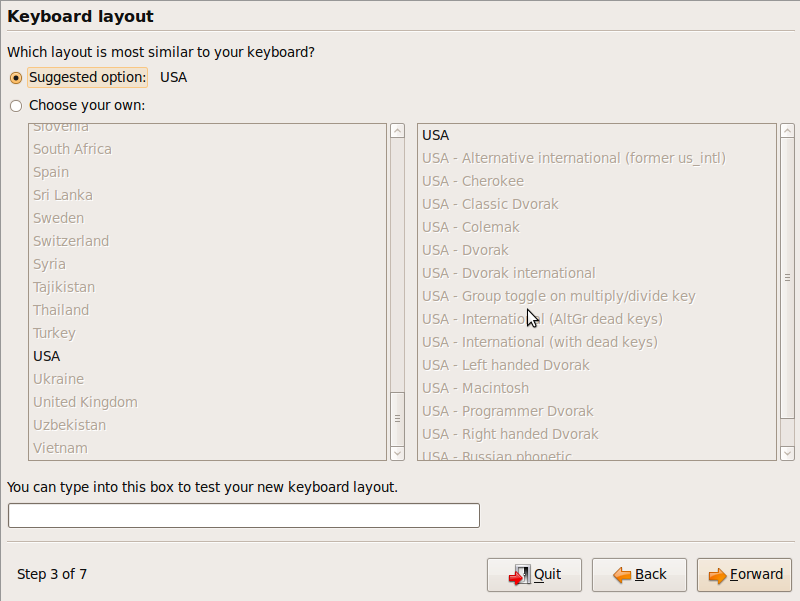 Keyboard layout
Which layout is most similar to your keyboard?
Suggested option: USA
Choose your own:
Slovenia
South Africa
Spain
Sri Lanka
Sweden
Switzerland
Syria
Tajikistan
Thailand
Turkey
USA
Ukraine
United Kingdom
Uzbekistan
Vietnam
USA
USA - Alternative international (former us_intl)
USA - Cherokee
USA - Classic Dvorak
USA - Colemak
USA - Dvorak
USA - Dvorak international
USA - Group toggle on multiply/divide key
USA - International (AltGr dead keys)
USA - International (with dead keys)
USA - Left handed Dvorak
USA - Macintosh
USA - Programmer Dvorak
USA - Right handed Dvorak
USA - Russian phonetic
You can type into this box to test your new keyboard layout.
Step 3 of 7
Quit
Back
Forward